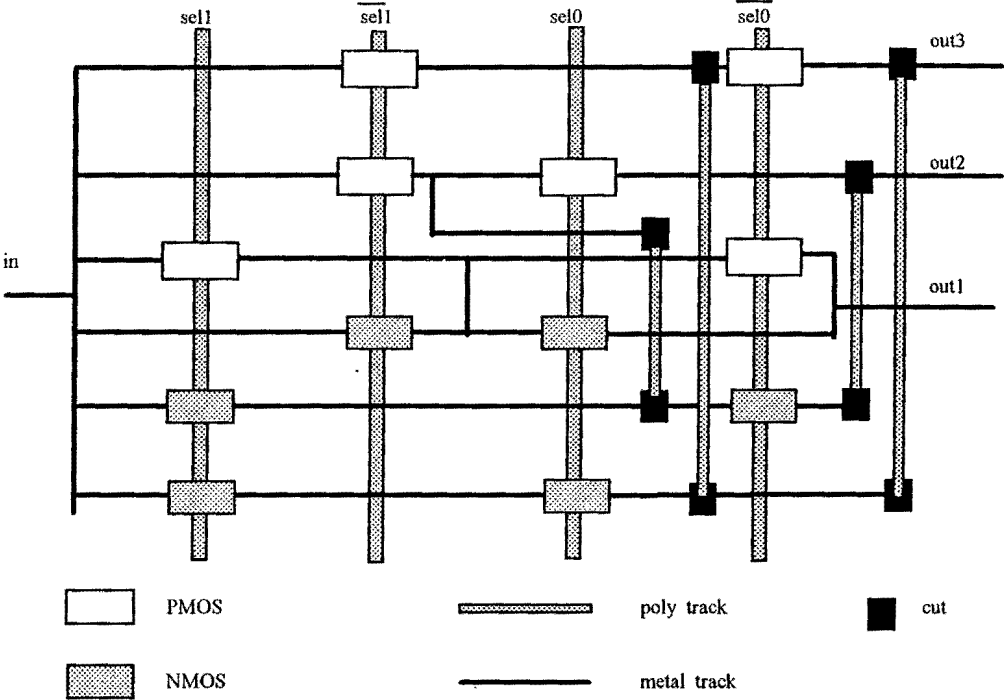 sel1
sel1
sel0
sel0
out3
out2
in
out1
PMOS
poly track
cut
NMOS
metal track